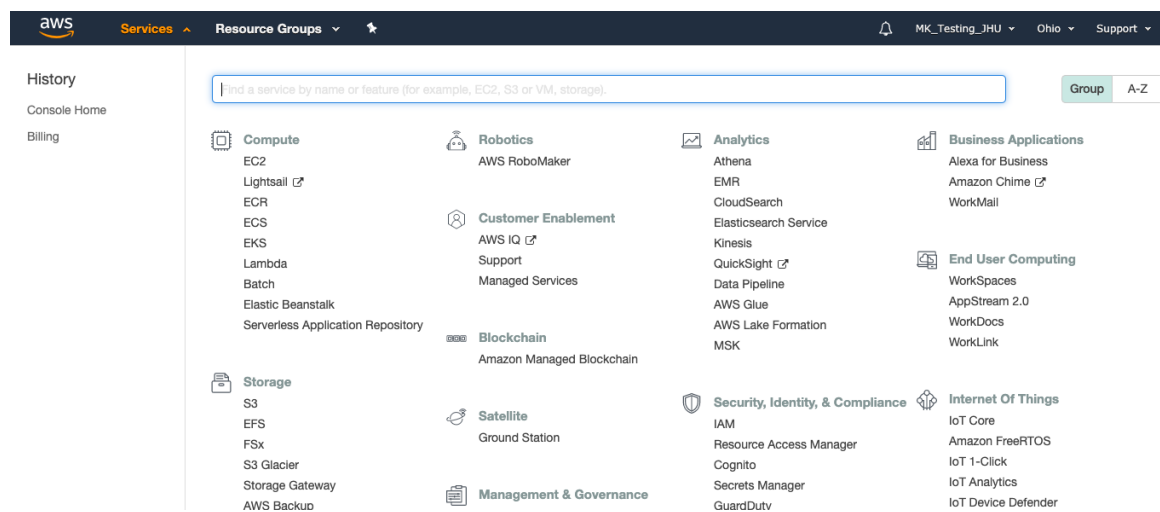 aws
Services
Resource Groups
MK_Testing_JHU
Ohio
Support
History
Console Home
Billing
Find a service by name or feature (for example, EC2, S3 or VM, storage).
Group
A-Z
Compute
EC2
Lightsail
ECR
ECS
EKS
Lambda
Batch
Elastic Beanstalk
Serverless Application Repository
Storage
S3
EFS
FSx
S3 Glacier
Storage Gateway
AWS Backup
Robotics
AWS RoboMaker
Customer Enablement
AWS IQ
Support
Managed Services
Blockchain
Amazon Managed Blockchain
Satellite
Ground Station
Management & Governance
Analytics
Athena
EMR
CloudSearch
Elasticsearch Service
Kinesis
QuickSight
Data Pipeline
AWS Glue
AWS Lake Formation
MSK
Security, Identity, & Compliance
IAM
Resource Access Manager
Cognito
Secrets Manager
GuardDuty
Business Applications
Alexa for Business
Amazon Chime
WorkMail
End User Computing
WorkSpaces
AppStream 2.0
WorkDocs
WorkLink
Internet Of Things
IoT Core
Amazon FreeRTOS
IoT 1-Click
IoT Analytics
IoT Device Defender